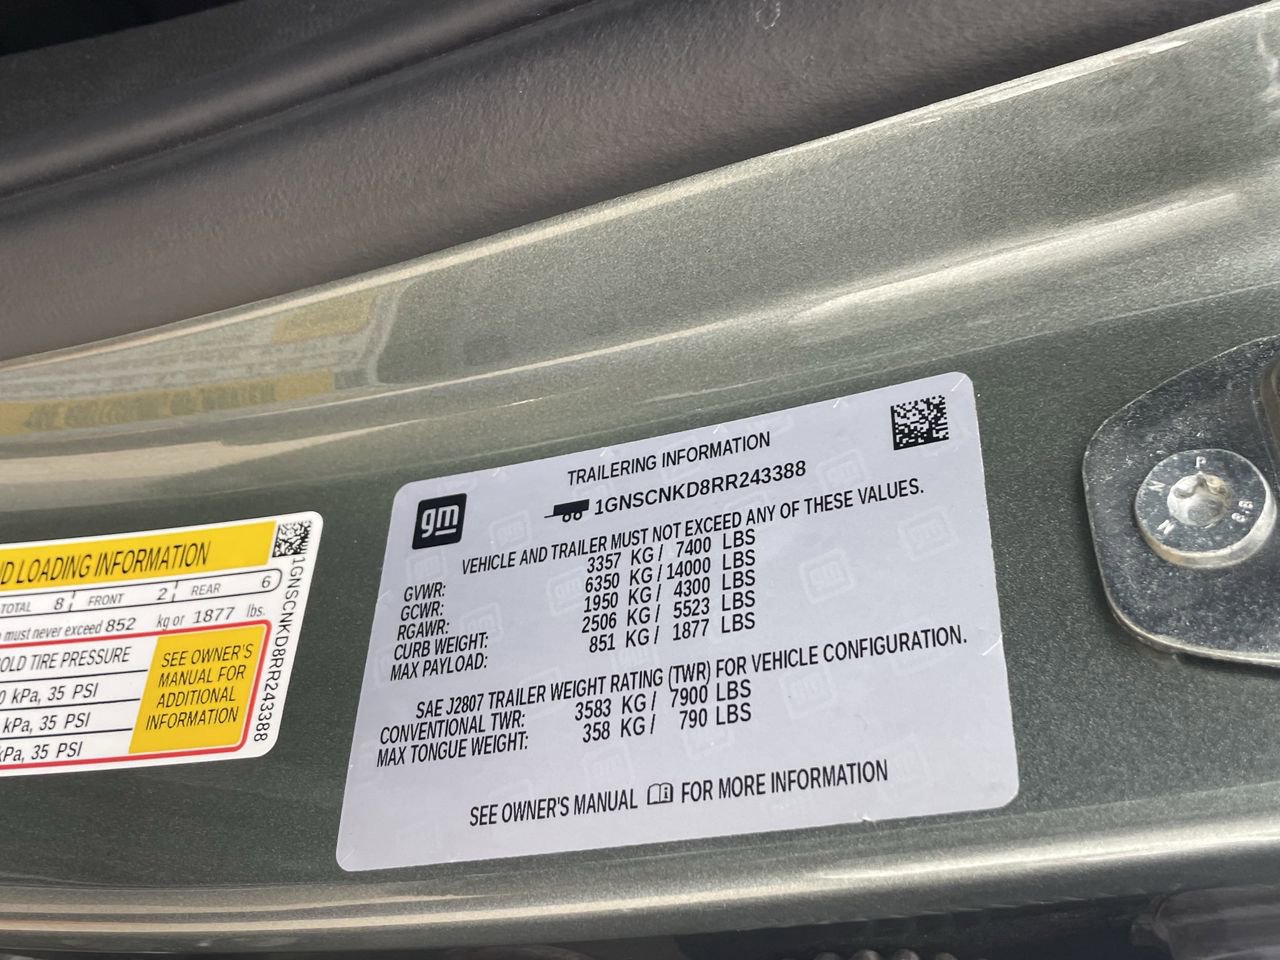 D LOADING INFORMATION
TOTAL 8 FRONT 2 REAR 6
must never exceed 852 kg or 1877 lbs.
OLD TIRE PRESSURE
0 kPa, 35 PSI
kPa, 35 PSI
kPa, 35 PSI
SEE OWNER'S
MANUAL FOR
ADDITIONAL
INFORMATION
1GNSCNKD8RR243388
gm
TRAILERING INFORMATION
1GNSCNKD8RR243388
VEHICLE AND TRAILER MUST NOT EXCEED ANY OF THESE VALUES.
GVWR: 3357 KG / 7400 LBS
GCWR: 6350 KG / 14000 LBS
RGAWR: 1950 KG / 4300 LBS
CURB WEIGHT: 2506 KG / 5523 LBS
MAX PAYLOAD: 851 KG / 1877 LBS
SAE J2807 TRAILER WEIGHT RATING (TWR) FOR VEHICLE CONFIGURATION.
CONVENTIONAL TWR: 3583 KG / 7900 LBS
MAX TONGUE WEIGHT: 358 KG / 790 LBS
SEE OWNER'S MANUAL FOR MORE INFORMATION